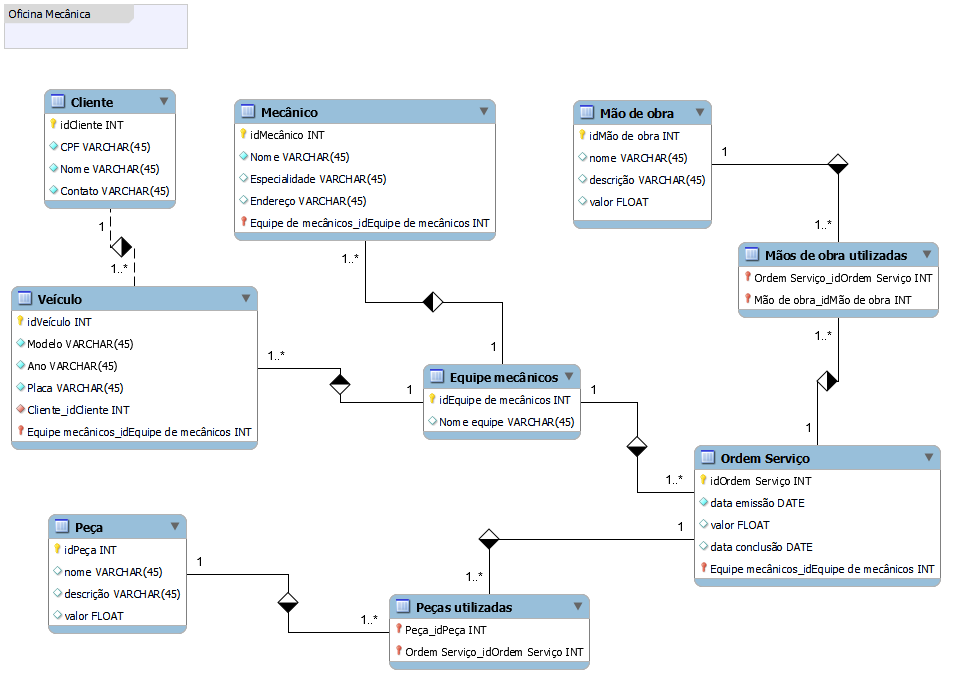 Oficina Mecânica
Cliente
idCliente INT
CPF VARCHAR(45)
Nome VARCHAR(45)
Contato VARCHAR(45)
Mecânico
idMecânico INT
Nome VARCHAR(45)
Especialidade VARCHAR(45)
Endereço VARCHAR(45)
Equipe de mecânicos_idEquipe de mecânicos INT
Mão de obra
idMão de obra INT
nome VARCHAR(45)
descrição VARCHAR(45)
valor FLOAT
1
1..*
Mãos de obra utilizadas
Ordem Serviço_idOrdem Serviço INT
Mão de obra_idMão de obra INT
1
1..*
1..*
1
Veículo
idVeículo INT
Modelo VARCHAR(45)
Ano VARCHAR(45)
Placa VARCHAR(45)
Cliente_idCliente INT
Equipe mecânicos_idEquipe de mecânicos INT
1..*
1
Equipe mecânicos
idEquipe de mecânicos INT
Nome equipe VARCHAR(45)
1
1..*
1..*
1
Ordem Serviço
idOrdem Serviço INT
data emissão DATE
valor FLOAT
data conclusão DATE
Equipe mecânicos_idEquipe de mecânicos INT
1
1..*
Peça
idPeça INT
nome VARCHAR(45)
descrição VARCHAR(45)
valor FLOAT
1
1..*
Peças utilizadas
Peça_idPeça INT
Ordem Serviço_idOrdem Serviço INT